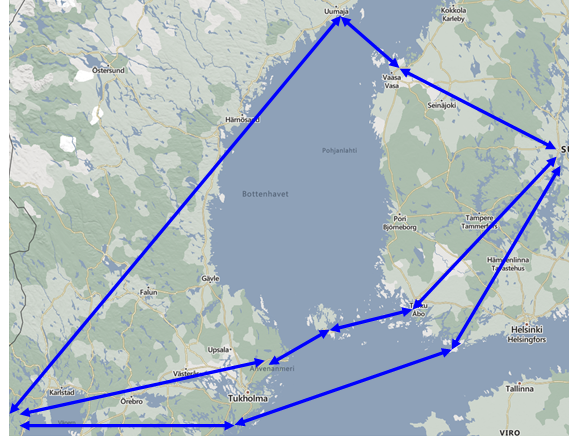 Uumaja
Kokkola
Karleby
Östersund
Vaasa
Vasa
Seinäjoki
Härnösand
Pohjanlahti
Bottenhavet
Pori
Björneborg
Tampere
Tammerfors
Hämeenlinna
Tavastehus
Gävle
Falun
Turku
Åbo
Helsinki
Helsingfors
Upsala
Ahvenanmeri
Västerås
Karlstad
Örebro
Tukholma
Tallinna
VIRO